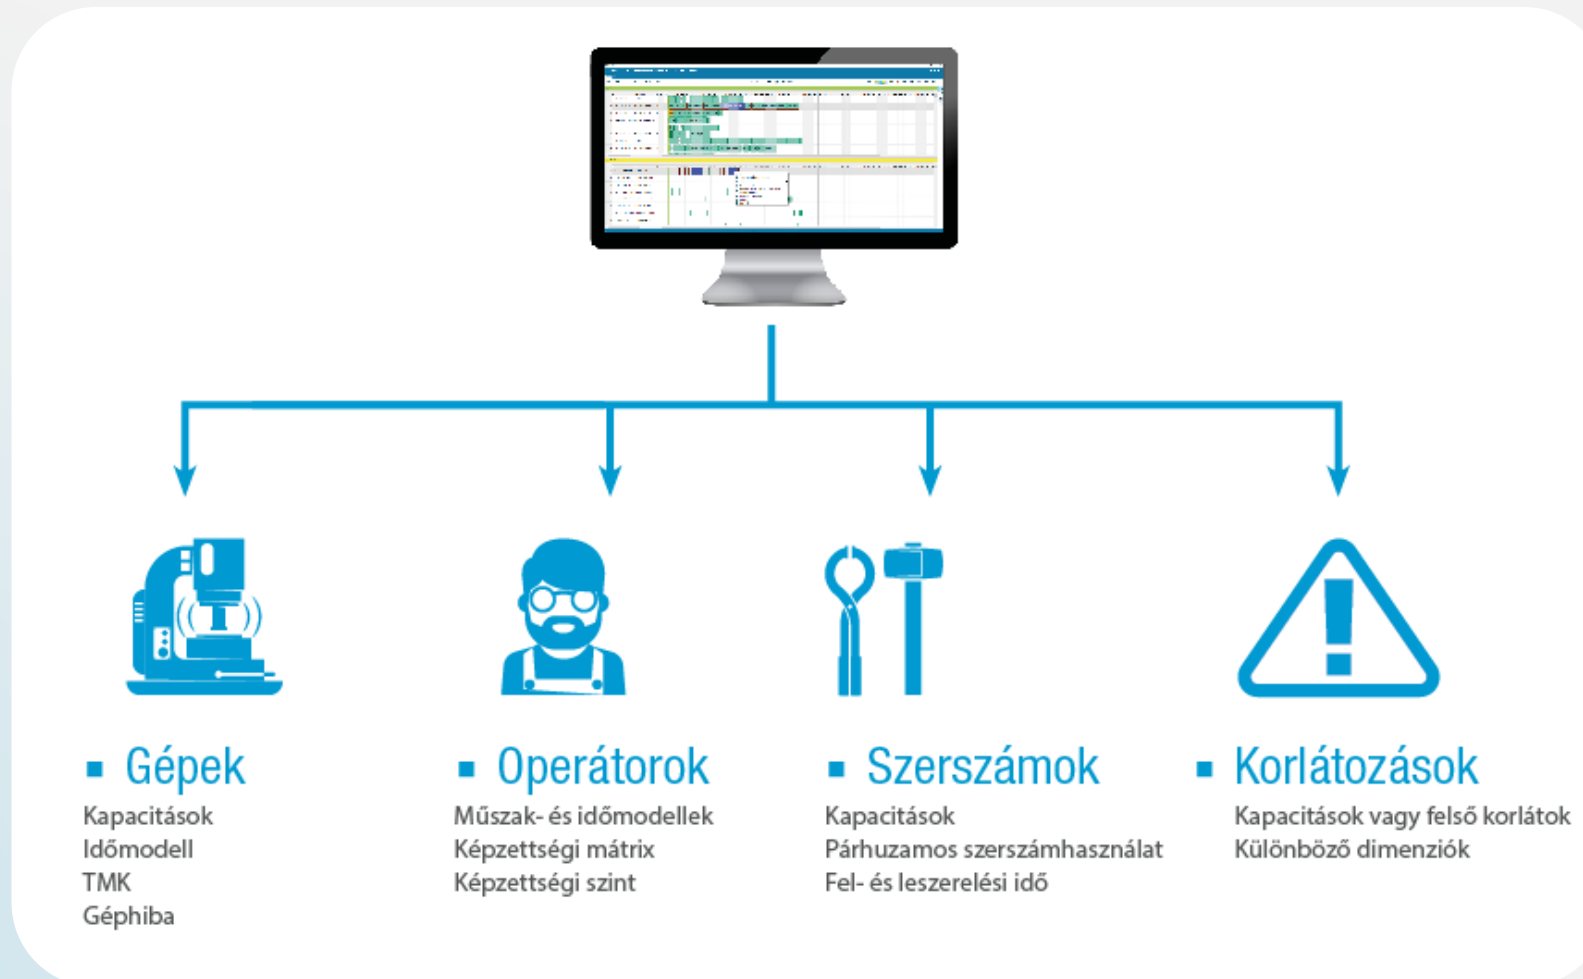 Gépek
Kapacitások
Időmodell
TMK
Géphiba
Operátorok
Műszak- és időmodellek
Képzettségi mátrix
Képzettségi szint
Szerszámok
Kapacitások
Párhuzamos szerszámhasználat
Fel- és leszerelési idő
Korlátozások
Kapacitások vagy felső korlátok
Különböző dimenziók